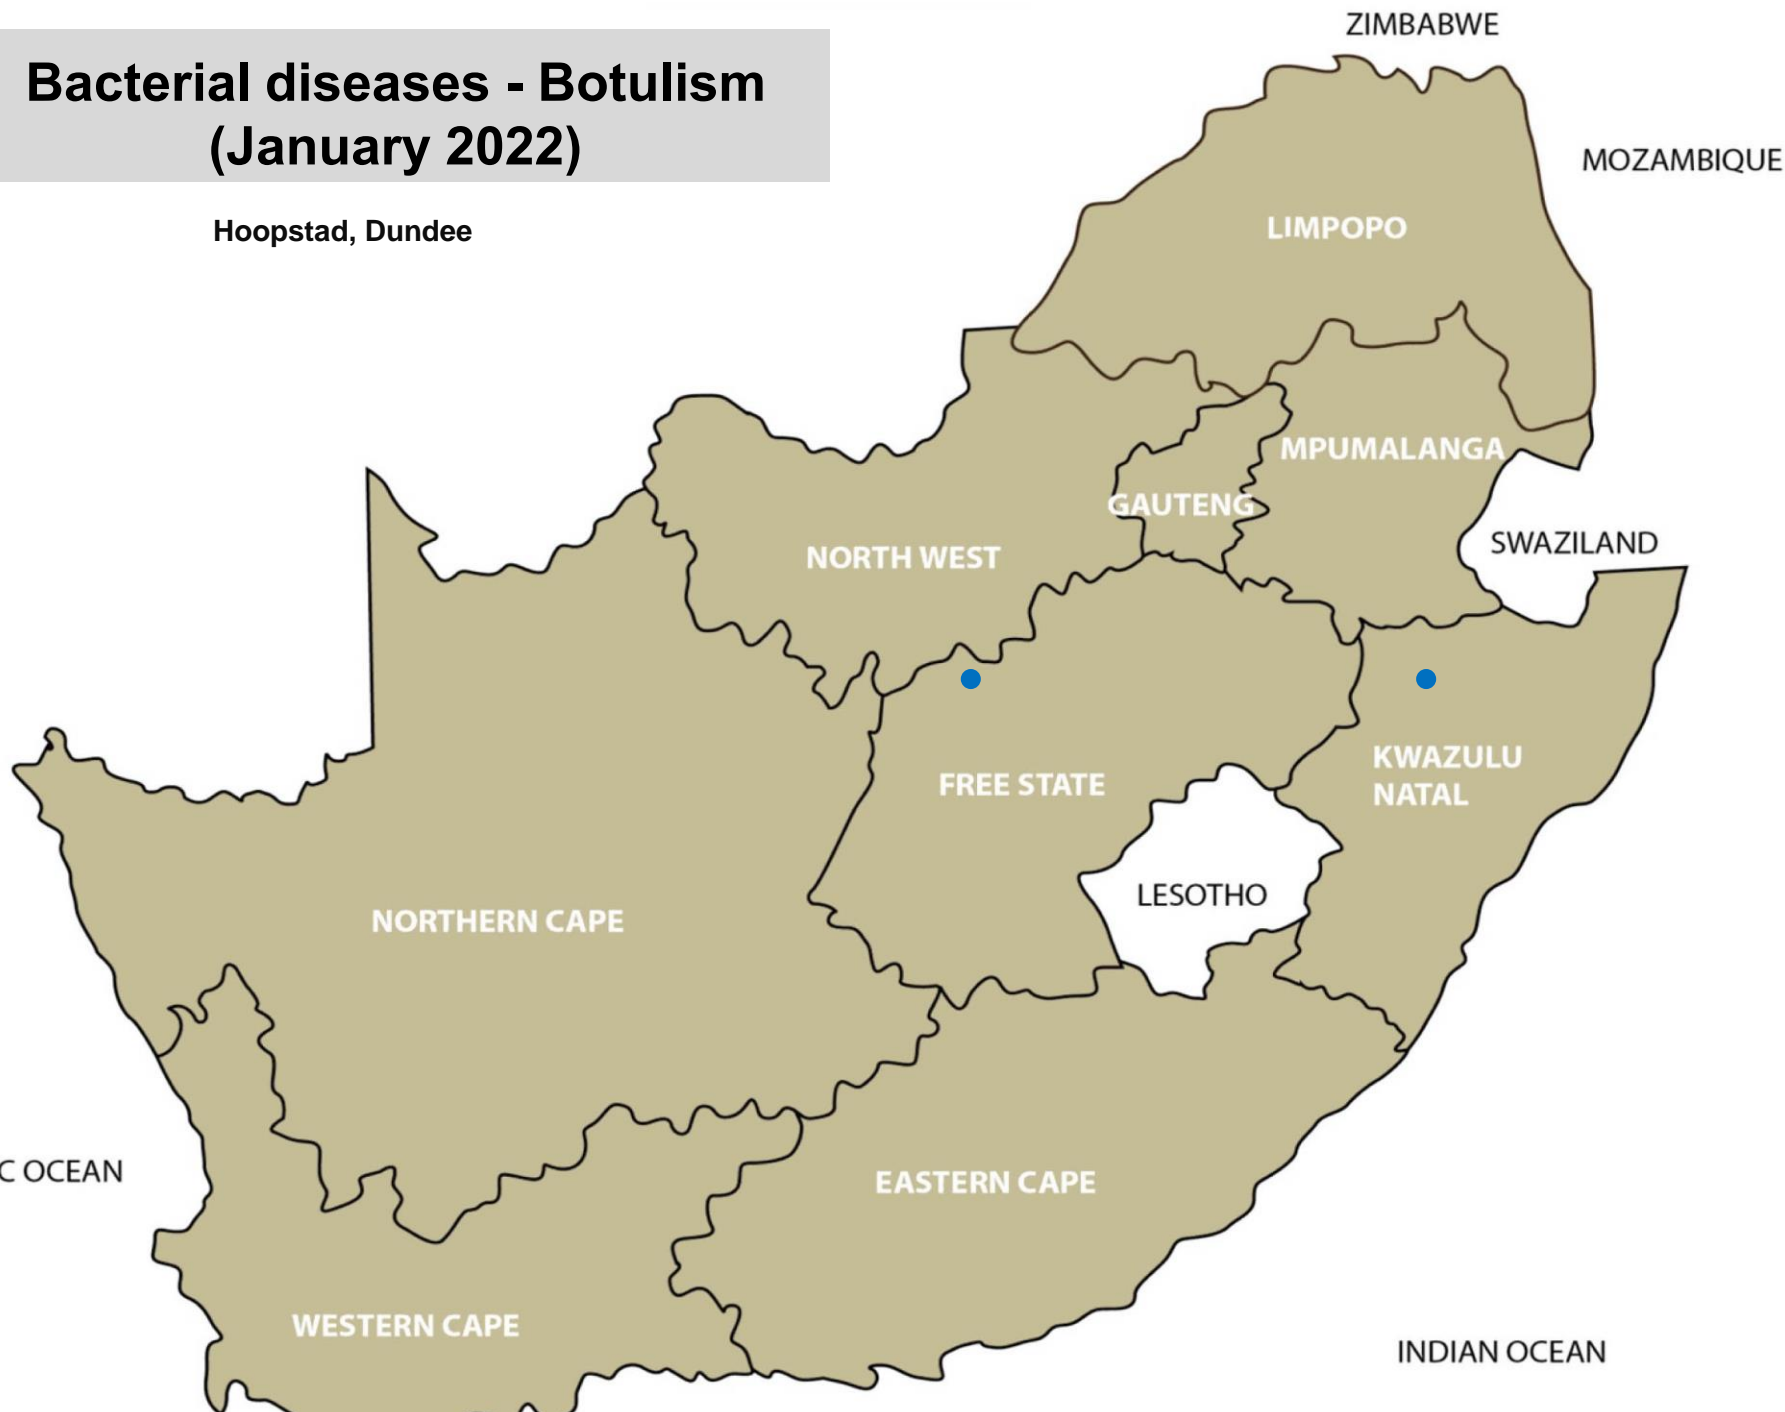 Bacterial diseases - Botulism
(January 2022)
Hoopstad, Dundee
ZIMBABWE
MOZAMBIQUE
LIMPOPO
MPUMALANGA
GAUTENG
SWAZILAND
NORTH WEST
KWAZULU
NATAL
FREE STATE
LESOTHO
NORTHERN CAPE
C OCEAN
EASTERN CAPE
WESTERN CAPE
INDIAN OCEAN